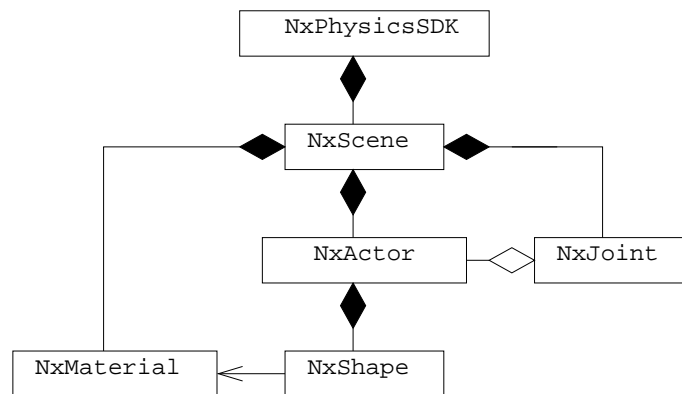 NxPhysicsSDK
NxScene
NxActor
NxJoint
NxMaterial
NxShape